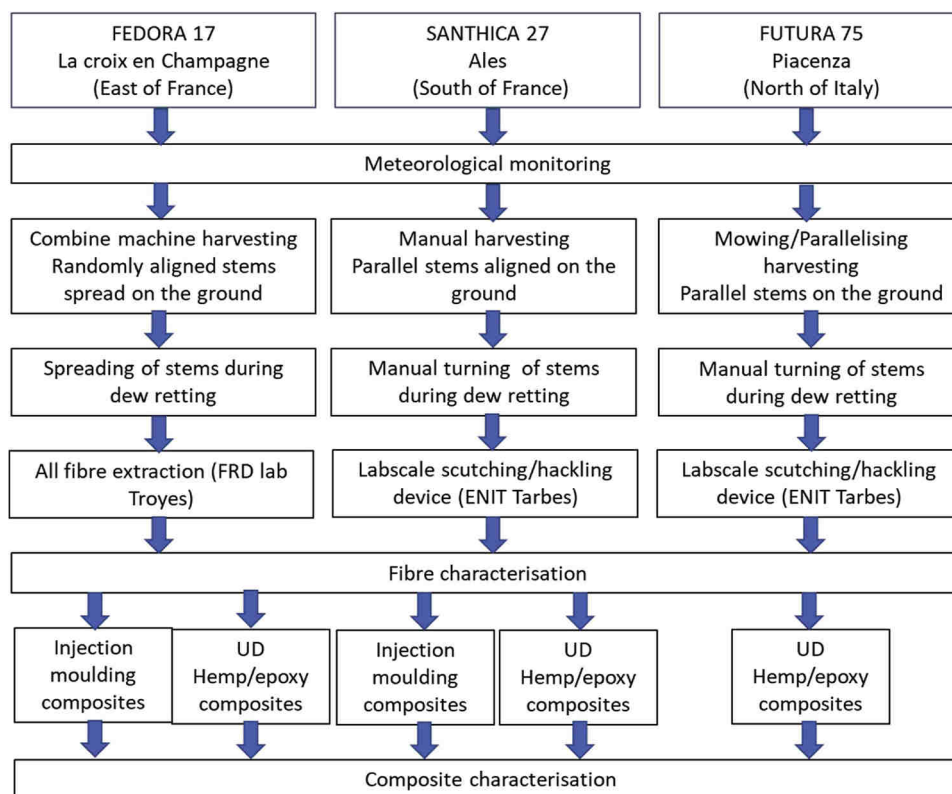 FEDORA 17
La croix en Champagne
(East of France)
SANTHICA 27
Ales
(South of France)
FUTURA 75
Piacenza
(North of Italy)
Meteorological monitoring
Combine machine harvesting
Randomly aligned stems
spread on the ground
Manual harvesting
Parallel stems aligned on the
ground
Mowing/Parallelising
harvesting
Parallel stems on the ground
Spreading of stems during
dew retting
Manual turning of stems
during dew retting
Manual turning of stems
during dew retting
All fibre extraction (FRD lab
Troyes)
Labscale scutching/hackling
device (ENIT Tarbes)
Labscale scutching/hackling
device (ENIT Tarbes)
Fibre characterisation
Injection
moulding
composites
UD
Hemp/epoxy
composites
Injection
moulding
composites
UD
Hemp/epoxy
composites
UD
Hemp/epoxy
composites
Composite characterisation